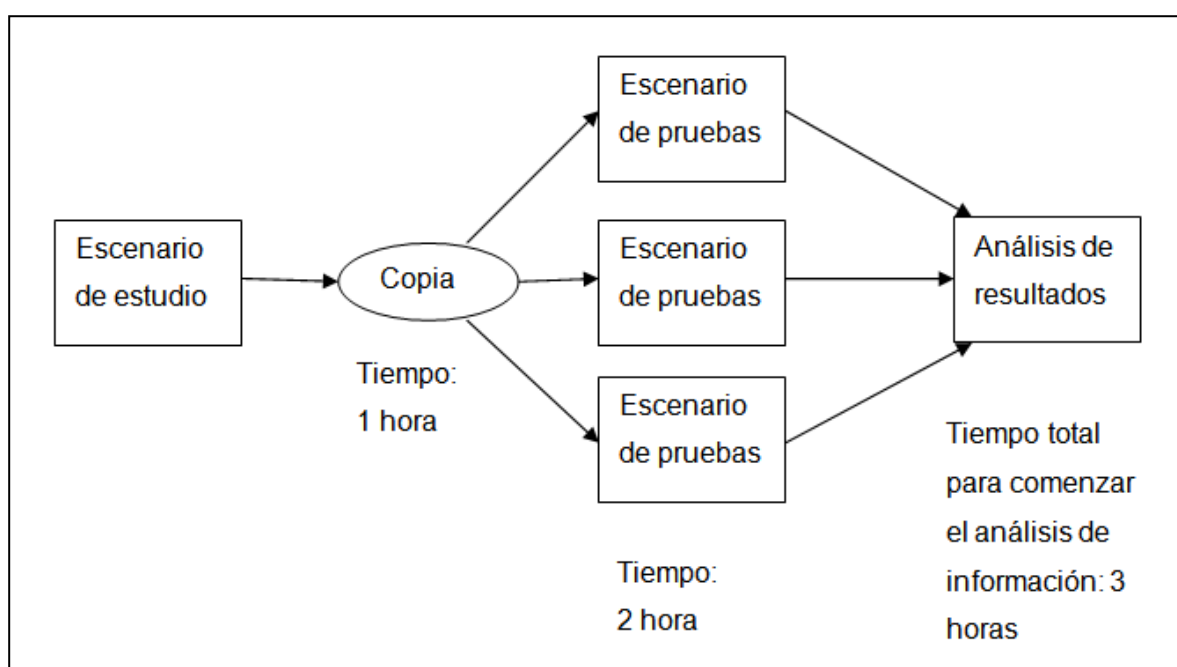 Escenario
de estudio
Copia
Tiempo:
1 hora
Escenario
de pruebas
Escenario
de pruebas
Escenario
de pruebas
Tiempo:
2 hora
Análisis de
resultados
Tiempo total
para comenzar
el análisis de
información: 3
horas